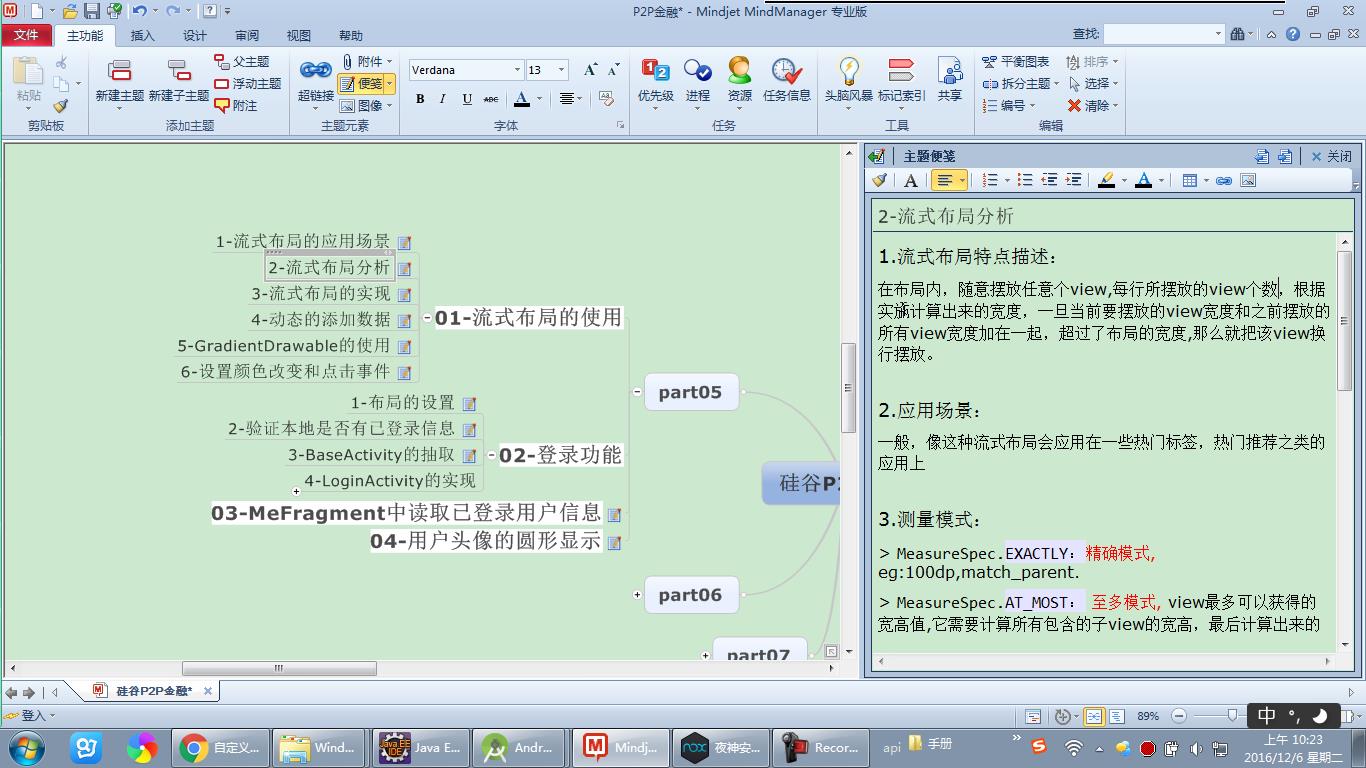 P2P金融* - Mindjet MindManager 专业版
文件 主功能 插入 设计 审阅 视图 帮助
查找:
粘贴
剪贴板
新建主题 新建子主题
父主题
浮动主题
附注
添加主题
超链接
附件
便笺
图像
主题元素
Verdana 13
B I U ABC A
字体
优先级 进程 资源 任务信息
任务
头脑风暴 标记索引 共享
工具
平衡图表
拆分主题
编号
排序
选择
清除
编辑
1-流式布局的应用场景
2-流式布局分析
3-流式布局的实现
4-动态的添加数据
5-GradientDrawable的使用
6-设置颜色改变和点击事件
01-流式布局的使用
1-布局的设置
2-验证本地是否有已登录信息
3-BaseActivity的抽取
4-LoginActivity的实现
02-登录功能
03-MeFragment中读取已登录用户信息
04-用户头像的圆形显示
part05
part06
part07
硅谷P2
主题便笺
关闭
2-流式布局分析
1.流式布局特点描述：
在布局内，随意摆放任意个view,每行所摆放的view个数，根据
实施计算出来的宽度，一旦当前要摆放的view宽度和之前摆放的
所有view宽度加在一起，超过了布局的宽度,那么就把该view换
行摆放。
2.应用场景：
一般，像这种流式布局会应用在一些热门标签，热门推荐之类的
应用上
3.测量模式：
> MeasureSpec.EXACTLY：精确模式,
eg:100dp,match_parent.
> MeasureSpec.AT_MOST： 至多模式, view最多可以获得的
宽高值,它需要计算所有包含的子view的宽高，最后计算出来的
硅谷P2P金融*
登入
89%
中 °,
自定义...
Wind...
Java E...
Andr...
Mindj...
夜神安...
Recor...
api 手册
上午 10:23
2016/12/6 星期二